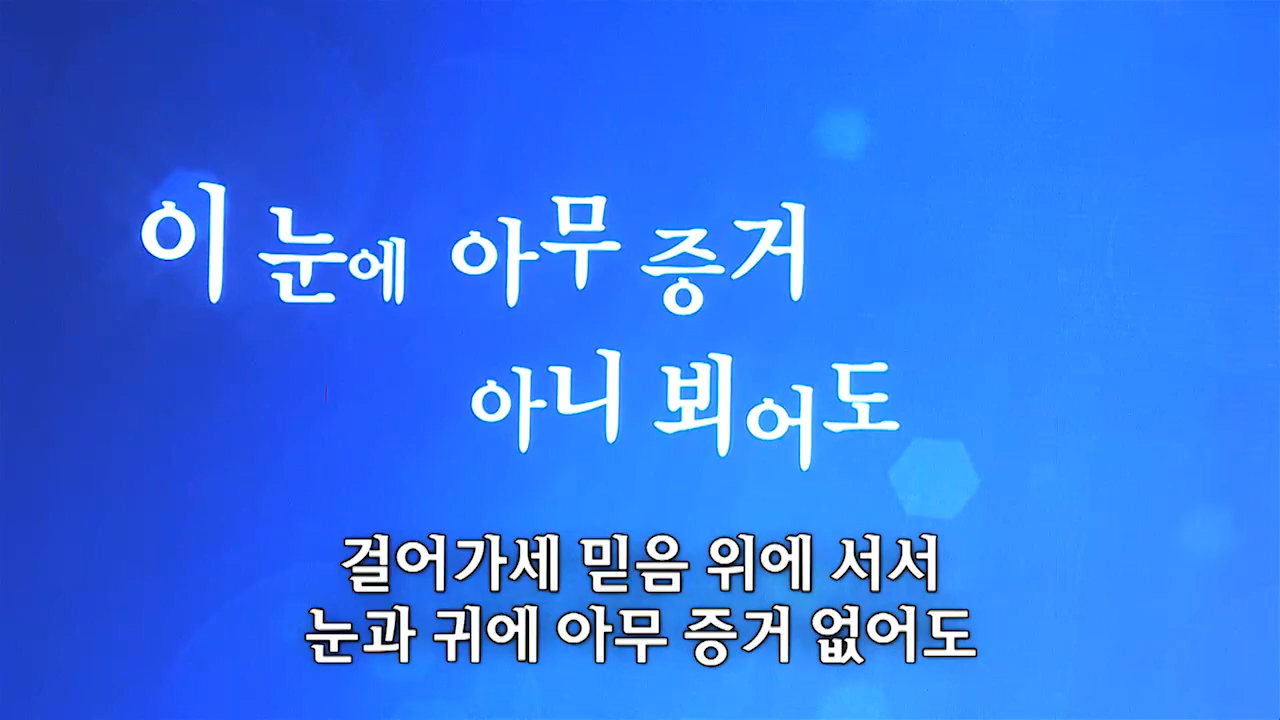 이 눈에 아무 증거
아니 뵈어도
걸어가세 믿음 위에 서서
눈과 귀에 아무 증거 없어도